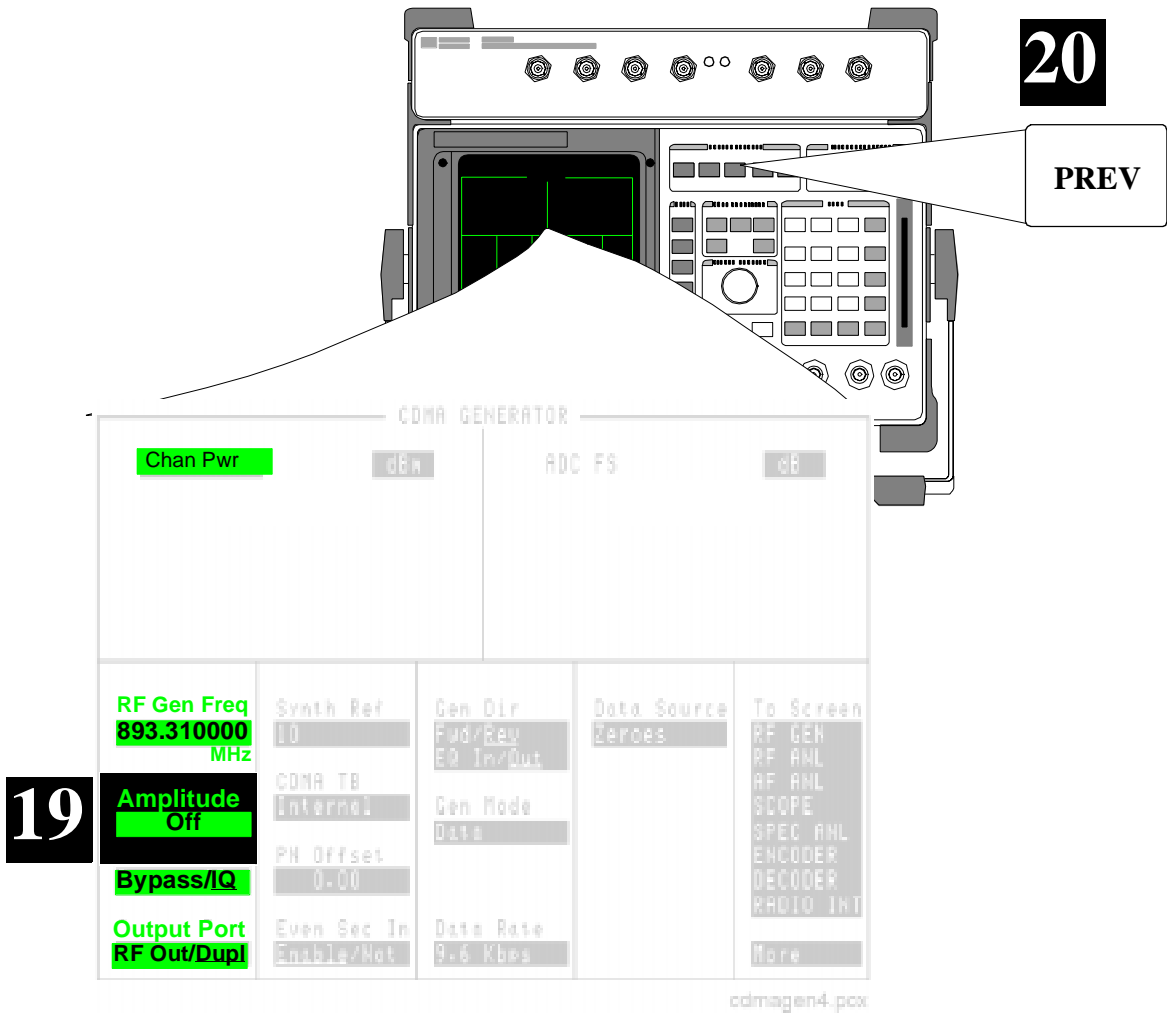 20
PREV
CDMA GENERATOR
Chan Pwr
dBm
ADC FS
dB
RF Gen Freq
893.310000
MHz
19
Amplitude
Off
Bypass/IQ
Output Port
RF Out/Dupl
Synth Ref
10
CDMA TB
Internal
PN Offset
0.00
Even Sec In
Enable/Not
Gen Dir
Fwd/Rev
EQ In/Out
Gen Mode
Data
Data Rate
9.6 Kbps
Data Source
Zeroes
To Screen
RF GEN
RF ANL
AF ANL
SCOPE
SPEC ANL
ENCODER
DECODER
RADIO INT
More
cdmagen4.pcx